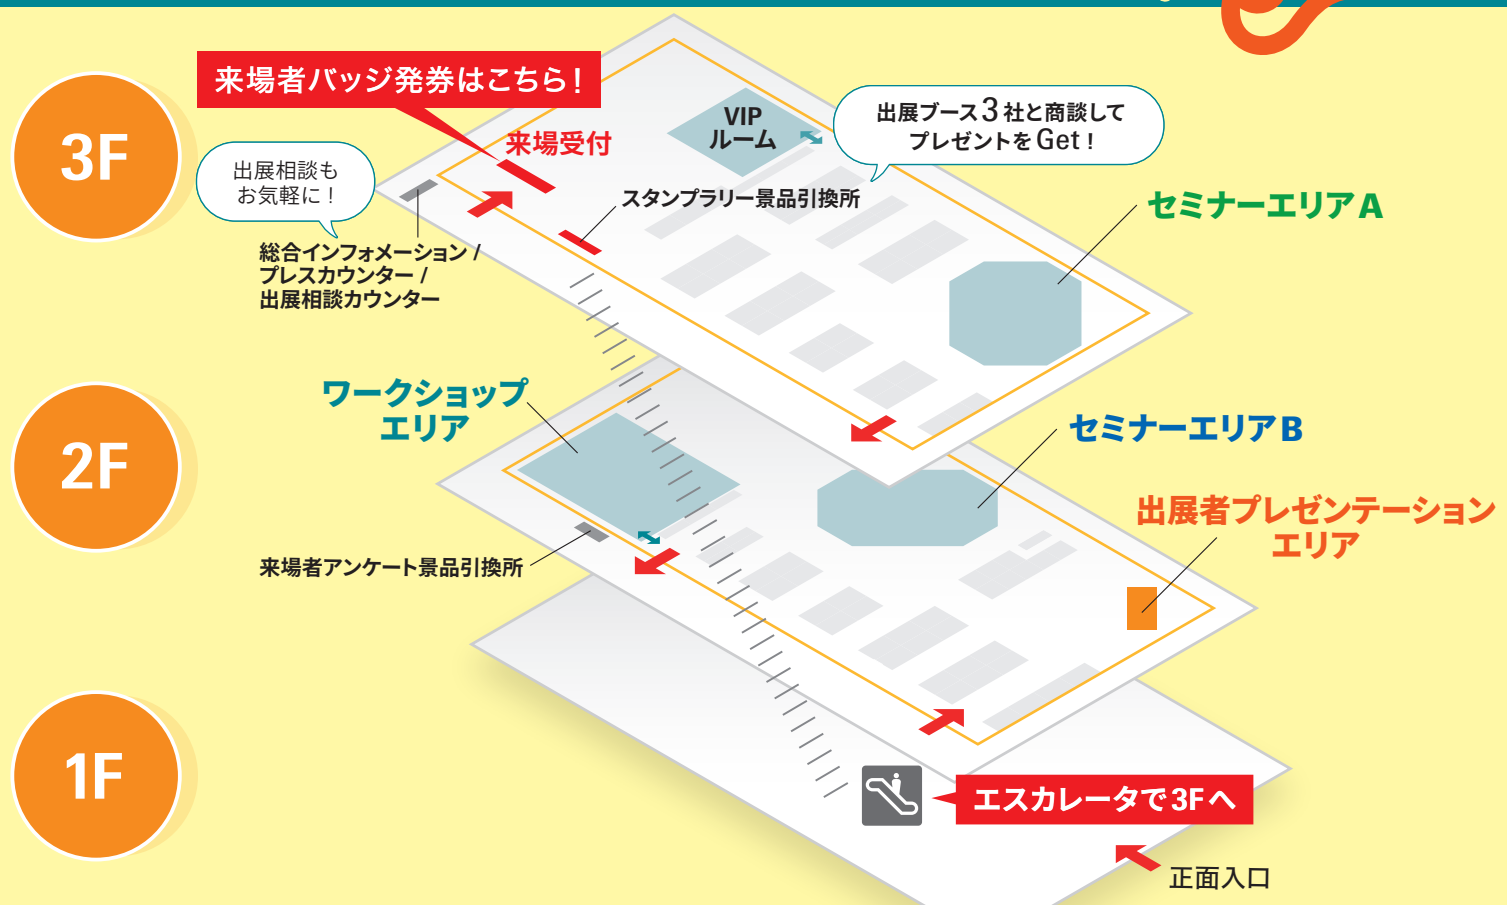 3F
来場者バッジ発券はこちら！
来場受付
VIP
ルーム
出展ブース3社と商談して
プレゼントをGet！
出展相談も
お気軽に！
スタンプラリー景品引換所
セミナーエリアA
総合インフォメーション /
プレスカウンター /
出展相談カウンター
2F
ワークショップ
エリア
セミナーエリアB
出展者プレゼンテーション
エリア
来場者アンケート景品引換所
1F
エスカレータで3Fへ
正面入口